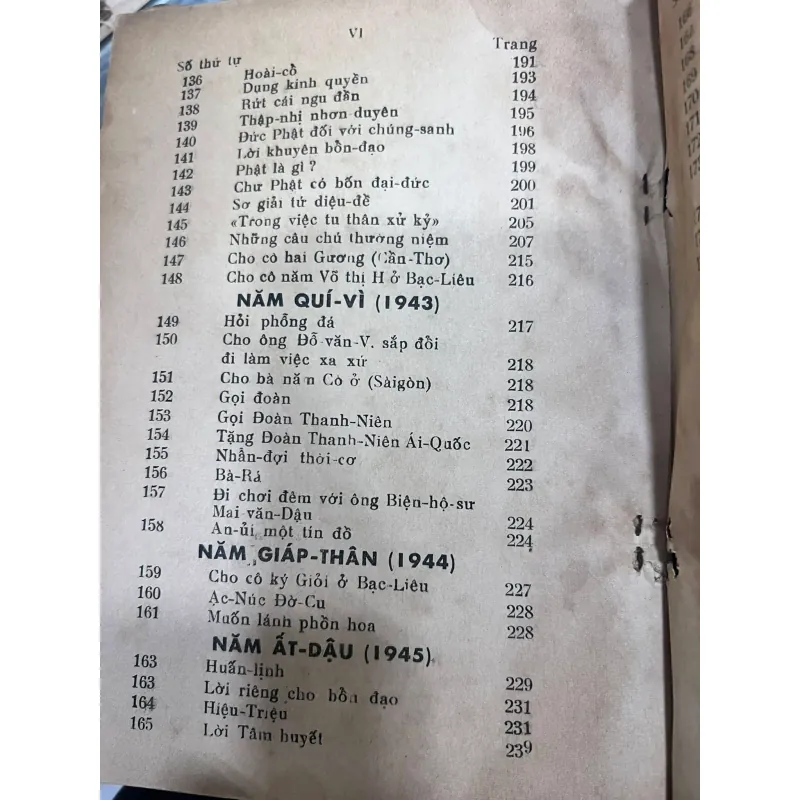 VI
Số thứ tự Trang
136 Hoài-cổ 191
137 Dụng kinh quyền 193
138 Rứt cái ngu đần 194
139 Thập-nhị nhơn-duyên 195
140 Đức Phật đối với chúng-sanh 196
141 Lời khuyên bổn-đạo 198
142 Phật là gì ? 199
143 Chư Phật có bốn đại-đức 200
144 Sơ giải tứ diệu-đề 201
145 «Trong việc tu thân xử kỷ» 205
146 Những câu chú thường niệm 207
147 Cho cô hai Gương (Cần-Thơ) 215
148 Cho cô năm Võ thị H ở Bạc-Liêu 216
NĂM QUÍ-VÌ (1943)
149 Hỏi phỗng đá 217
150 Cho ông Đỗ-văn-V. sắp đổi
đi làm việc xa xứ 218
151 Cho bà năm Cò ở (Sàigòn) 218
152 Gọi đoàn 218
153 Gọi Đoàn Thanh-Niên 220
154 Tặng Đoàn Thanh-Niên Ái-Quốc 221
155 Nhẫn-đợi thời-cơ 222
156 Bà-Rá 223
157 Đi chơi đêm với ông Biện-hộ-sư
Mai văn-Dậu 224
158 An-ủi một tín đồ 224
NĂM GIÁP-THÂN (1944)
159 Cho cô ký Giỏi ở Bạc-Liêu 227
160 Ạc-Núc Đờ-Cu 228
161 Muốn lánh phồn hoa 228
NĂM ẤT-DẬU (1945)
163 Huấn-lịnh 229
163 Lời riêng cho bổn đạo 231
164 Hiệu-Triệu 231
165 Lời Tâm huyết 239
168
169
170
171